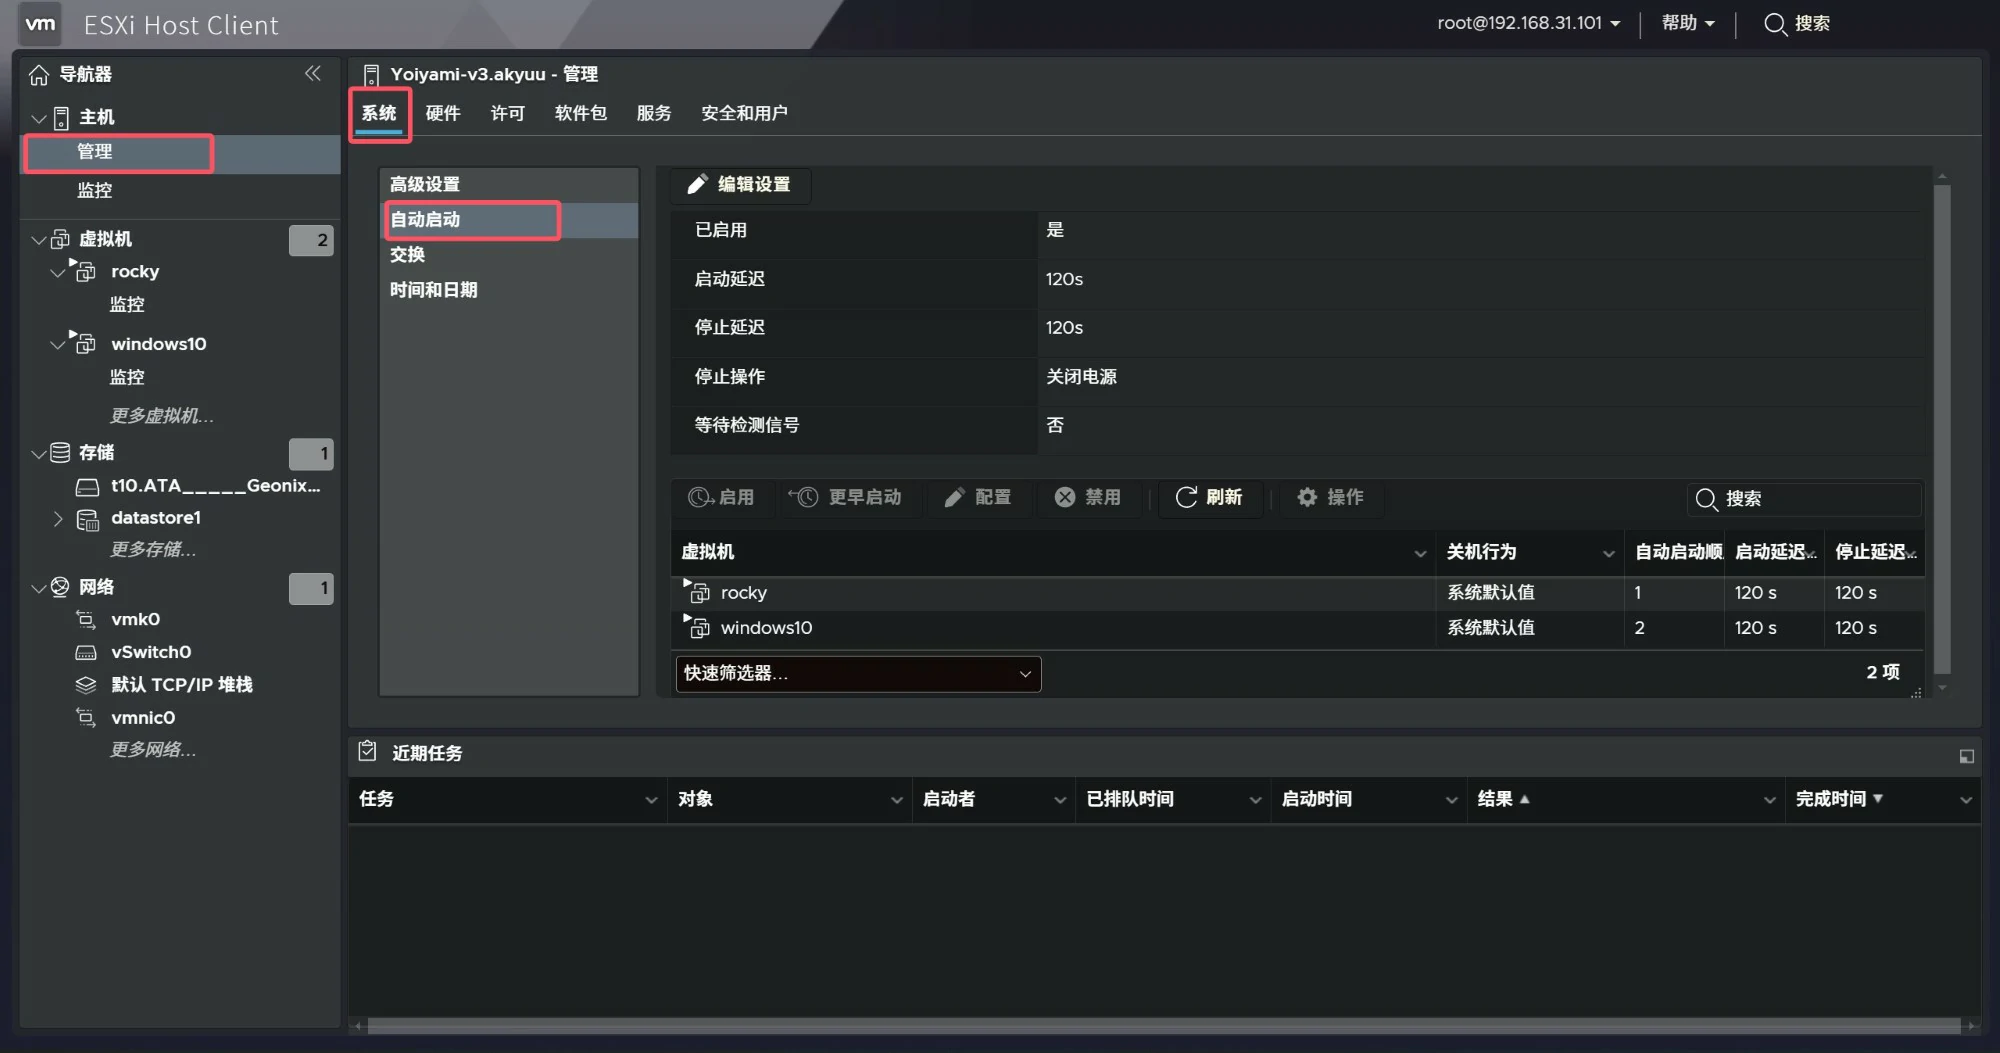 vm ESXi Host Client
root@192.168.31.101
帮助
搜索
导航器
主机
管理
监控
虚拟机 2
rocky
监控
windows10
监控
更多虚拟机...
存储 1
t10.ATA_____Geonix...
datastore1
更多存储...
网络 1
vmk0
vSwitch0
默认 TCP/IP 堆栈
vmnic0
更多网络...
Yoiyami-v3.akyuu - 管理
系统 硬件 许可 软件包 服务 安全和用户
高级设置
自动启动
交换
时间和日期
编辑设置
已启用 是
启动延迟 120s
停止延迟 120s
停止操作 关闭电源
等待检测信号 否
启用 更早启动 配置 禁用 刷新 操作 搜索
虚拟机 关机行为 自动启动顺 启动延迟... 停止延迟...
rocky 系统默认值 1 120 s 120 s
windows10 系统默认值 2 120 s 120 s
快速筛选器... 2 项
近期任务
任务 对象 启动者 已排队时间 启动时间 结果 ▲ 完成时间 ▼